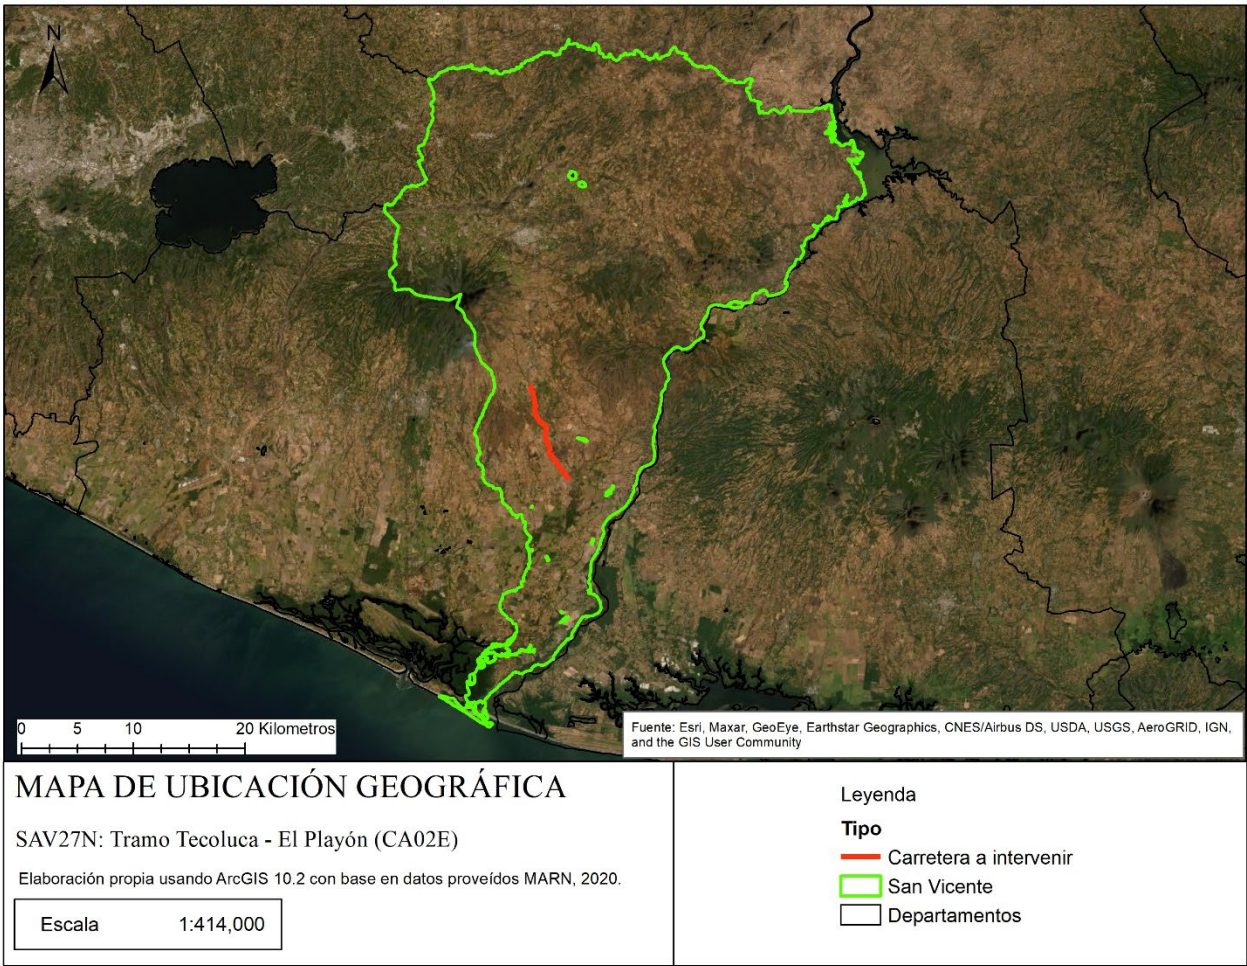 N
0 5 10 20 Kilometros
Fuente: Esri, Maxar, GeoEye, Earthstar Geographics, CNES/Airbus DS, USDA, USGS, AeroGRID, IGN,
and the GIS User Community
MAPA DE UBICACIÓN GEOGRÁFICA
SAV27N: Tramo Tecoluca - El Playón (CA02E)
Elaboración propia usando ArcGIS 10.2 con base en datos proveídos MARN, 2020.
Escala 1:414,000
Leyenda
Tipo
Carretera a intervenir
San Vicente
Departamentos